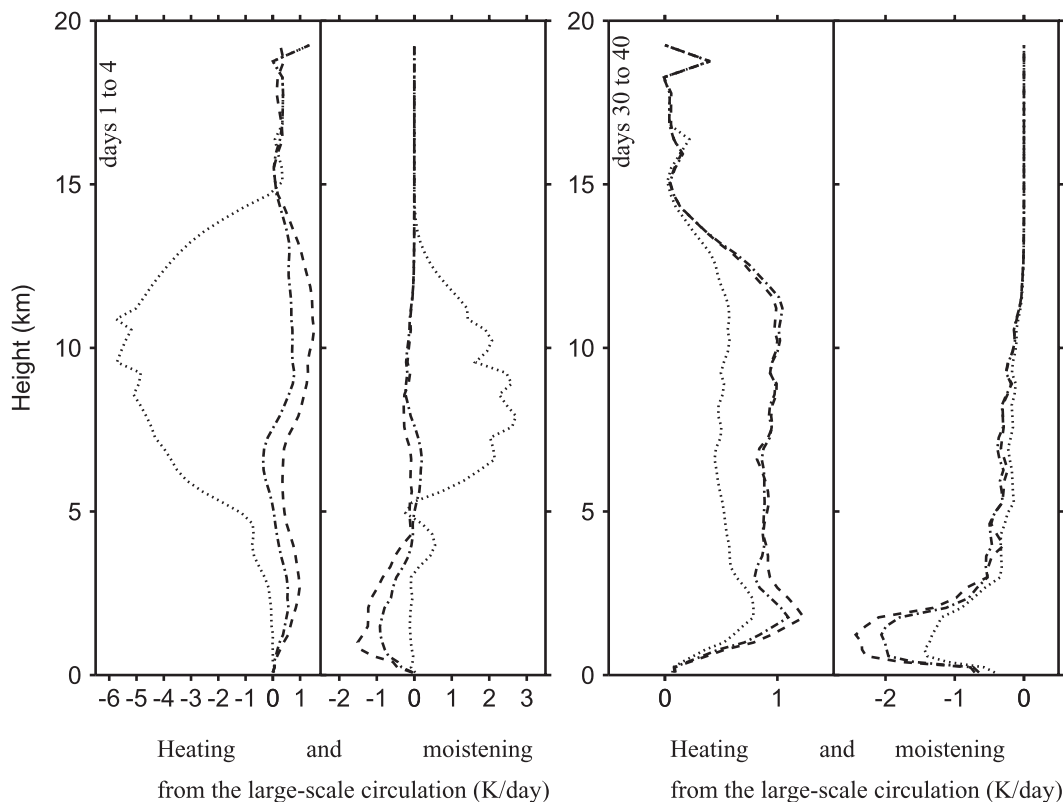 20
20
15
15
10
10
5
5
0
0
Height (km)
days 1 to 4
days 30 to 40
-6 -5 -4 -3 -2 -1 0 1 -2 -1 0 1 2 3
0 1 -2 -1 0
Heating and moistening
from the large-scale circulation (K/day)
Heating and moistening
from the large-scale circulation (K/day)